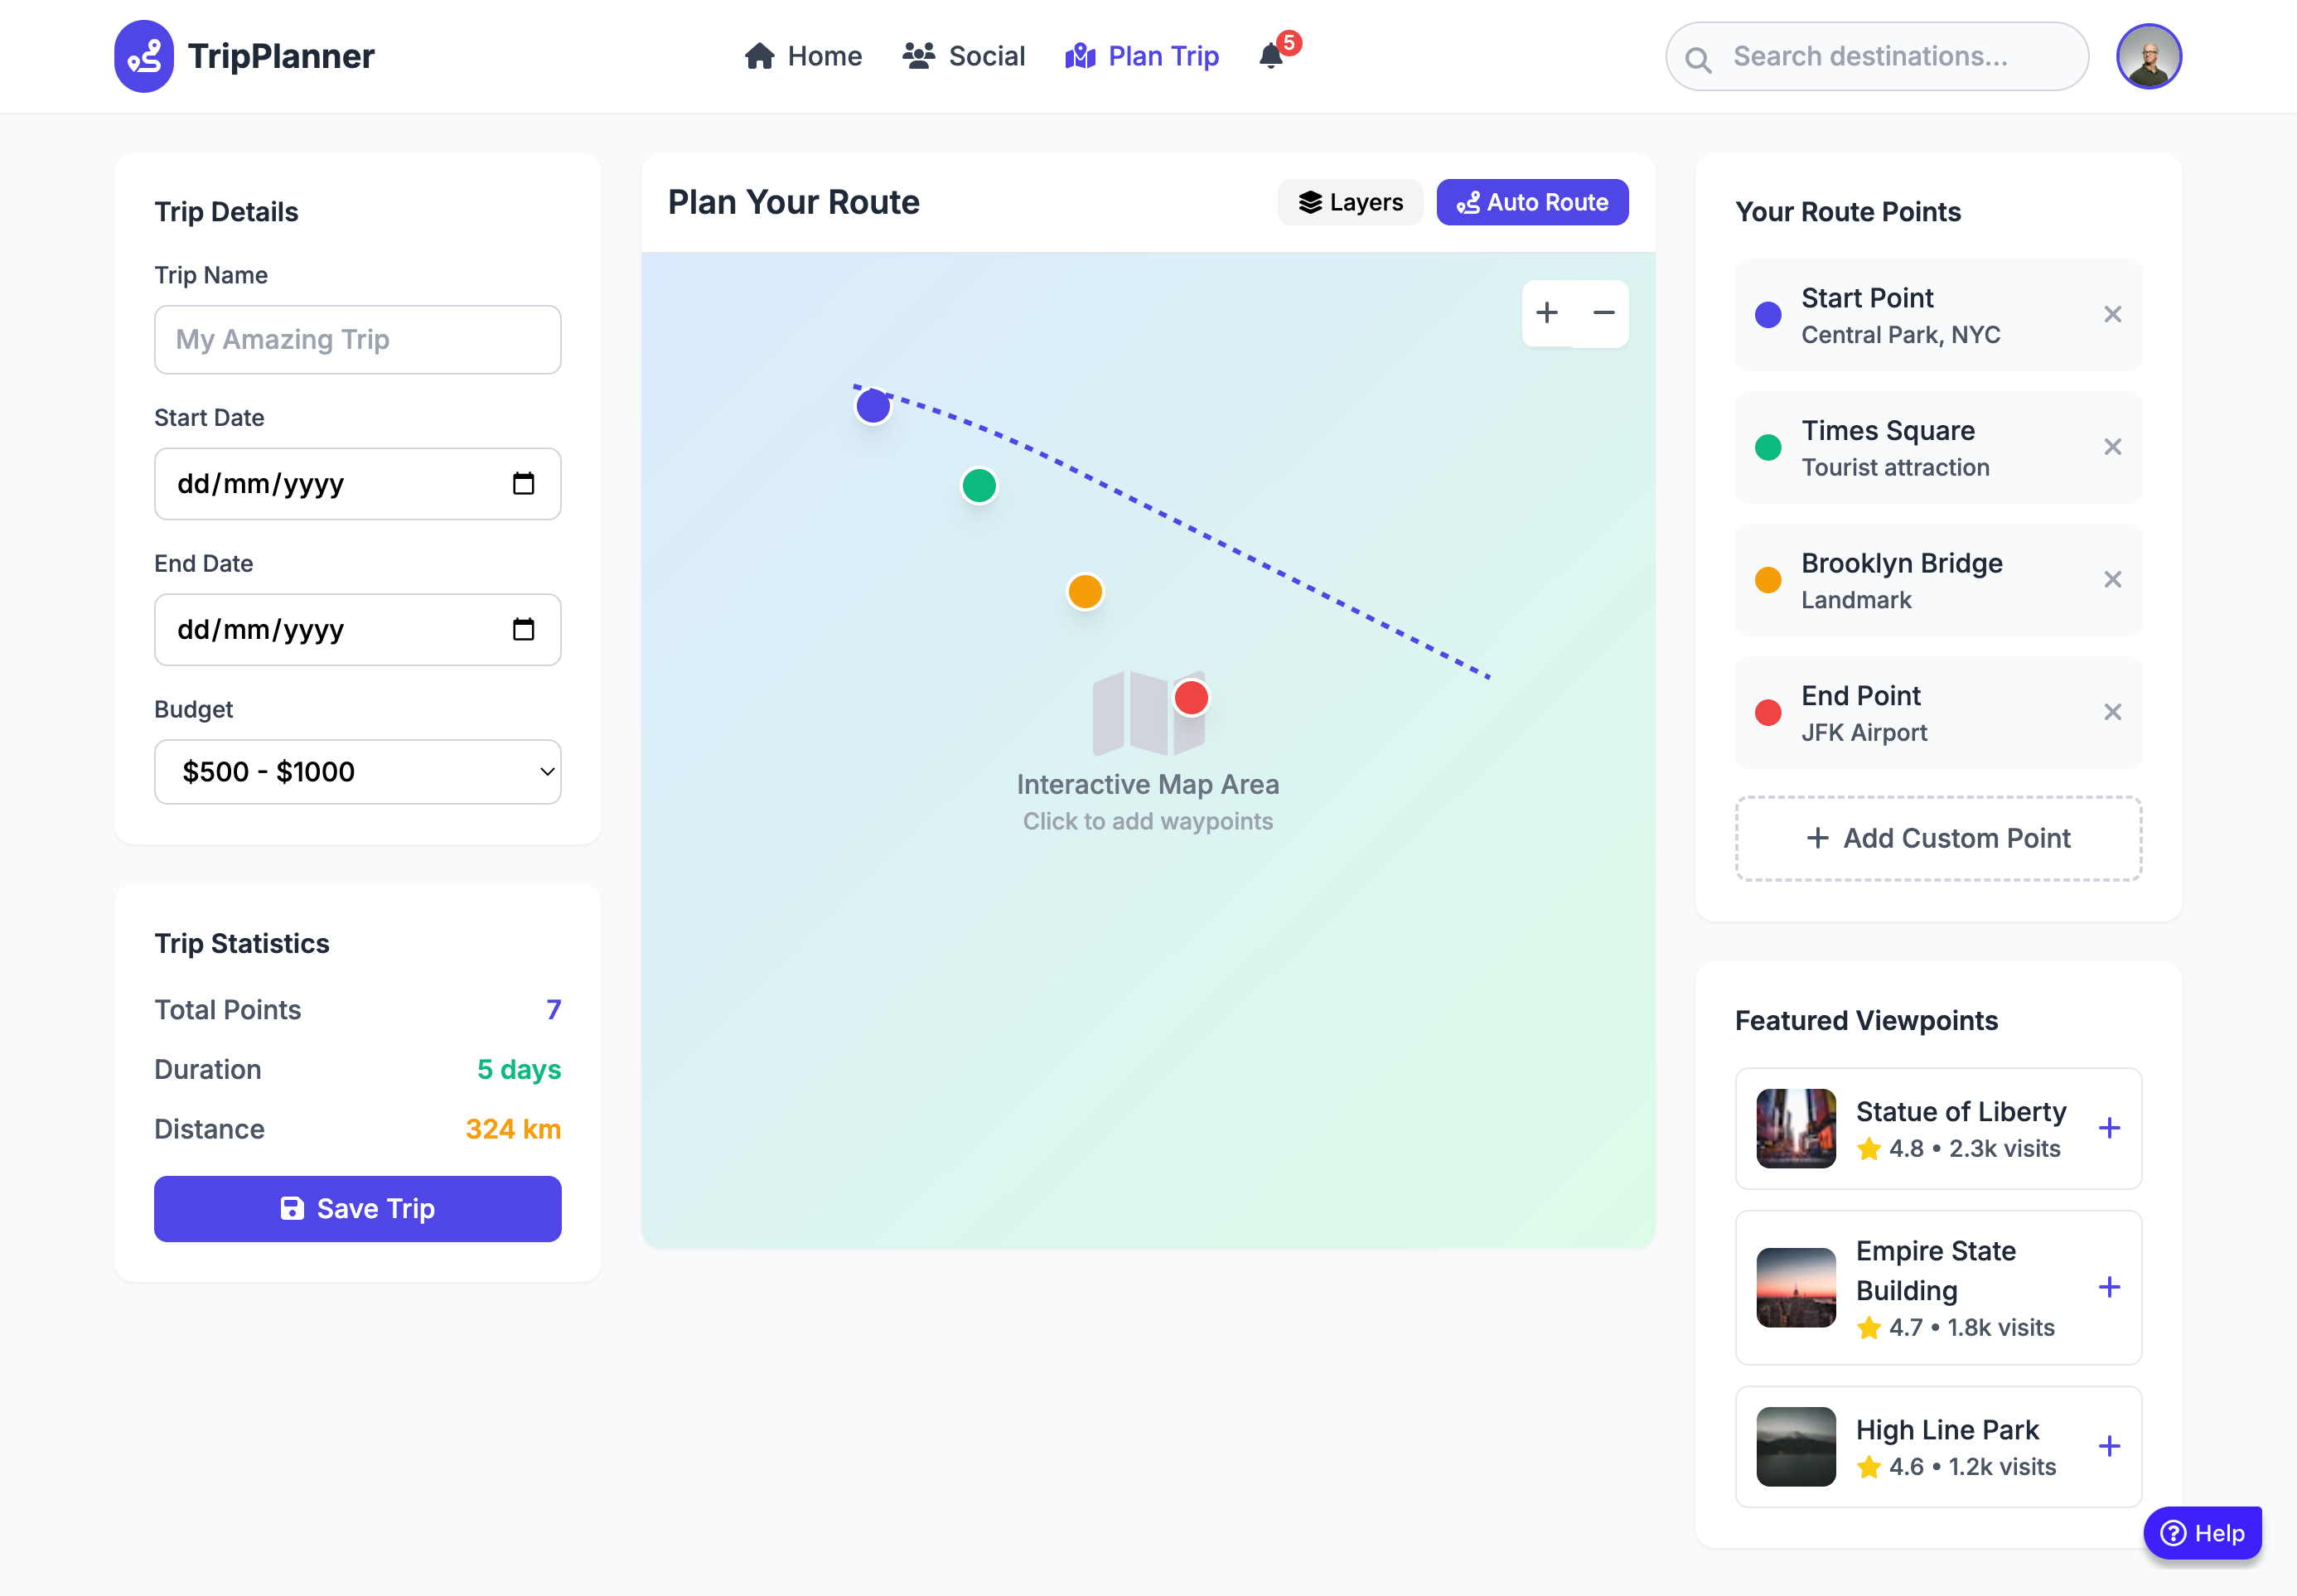 TripPlanner
Home
Social
Plan Trip
5
Search destinations...
Trip Details
Trip Name
My Amazing Trip
Start Date
dd/mm/yyyy
End Date
dd/mm/yyyy
Budget
$500 - $1000
Trip Statistics
Total Points 7
Duration 5 days
Distance 324 km
Save Trip
Plan Your Route
Layers
Auto Route
Interactive Map Area
Click to add waypoints
Your Route Points
Start Point
Central Park, NYC
Times Square
Tourist attraction
Brooklyn Bridge
Landmark
End Point
JFK Airport
+ Add Custom Point
Featured Viewpoints
Statue of Liberty
4.8 • 2.3k visits
Empire State
Building
4.7 • 1.8k visits
High Line Park
4.6 • 1.2k visits
Help